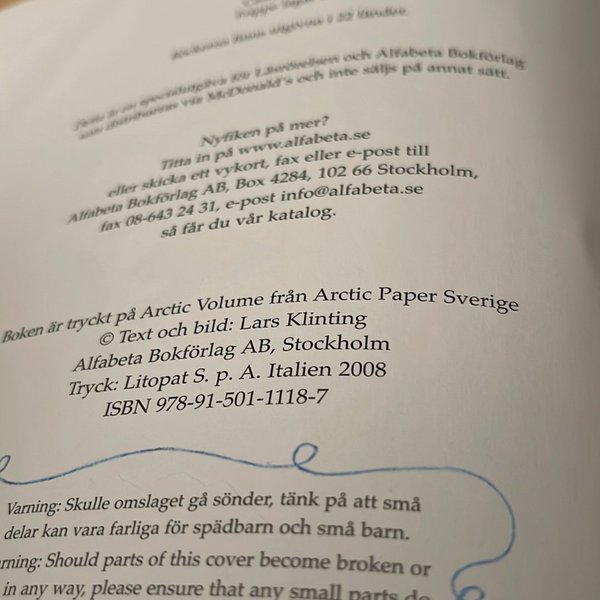 länder.
Detta är en specialutgåva för Läsrörelsen och Alfabeta Bokförlag
som distribueras via McDonald's och inte säljs på annat sätt.
Nyfiken på mer?
Titta in på www.alfabeta.se
eller skicka ett vykort, fax eller e-post till
Alfabeta Bokförlag AB, Box 4284, 102 66 Stockholm,
fax 08-643 24 31, e-post info@alfabeta.se
så får du vår katalog.
Boken är tryckt på Arctic Volume från Arctic Paper Sverige
© Text och bild: Lars Klinting
Alfabeta Bokförlag AB, Stockholm
Tryck: Litopat S. p. A. Italien 2008
ISBN 978-91-501-1118-7
Varning: Skulle omslaget gå sönder, tänk på att små
delar kan vara farliga för spädbarn och små barn.
rning: Should parts of this cover become broken or
in any way, please ensure that any small parts do